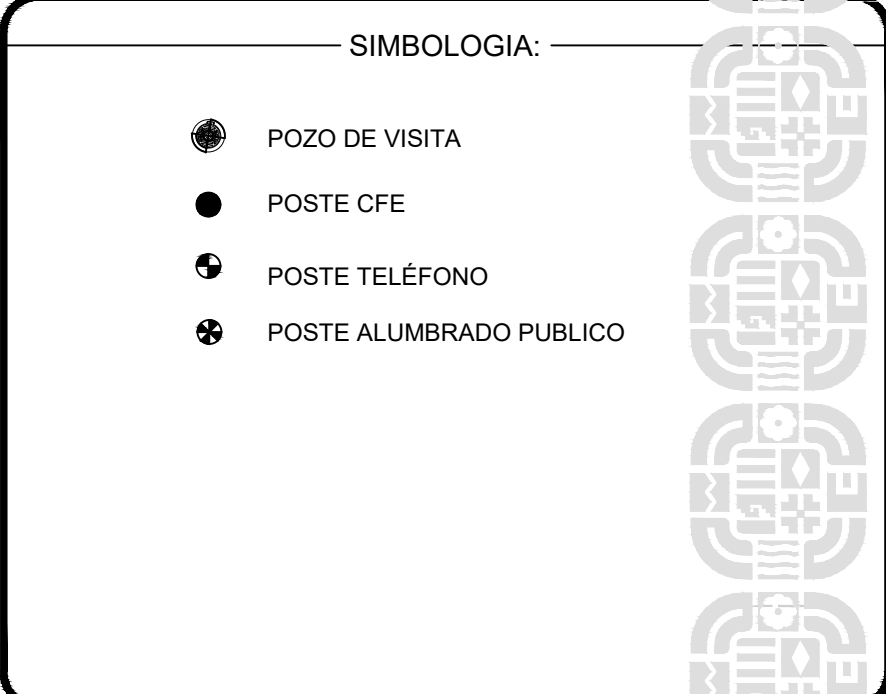 SIMBOLOGIA:
POZO DE VISITA
POSTE CFE
POSTE TELÉFONO
POSTE ALUMBRADO PUBLICO